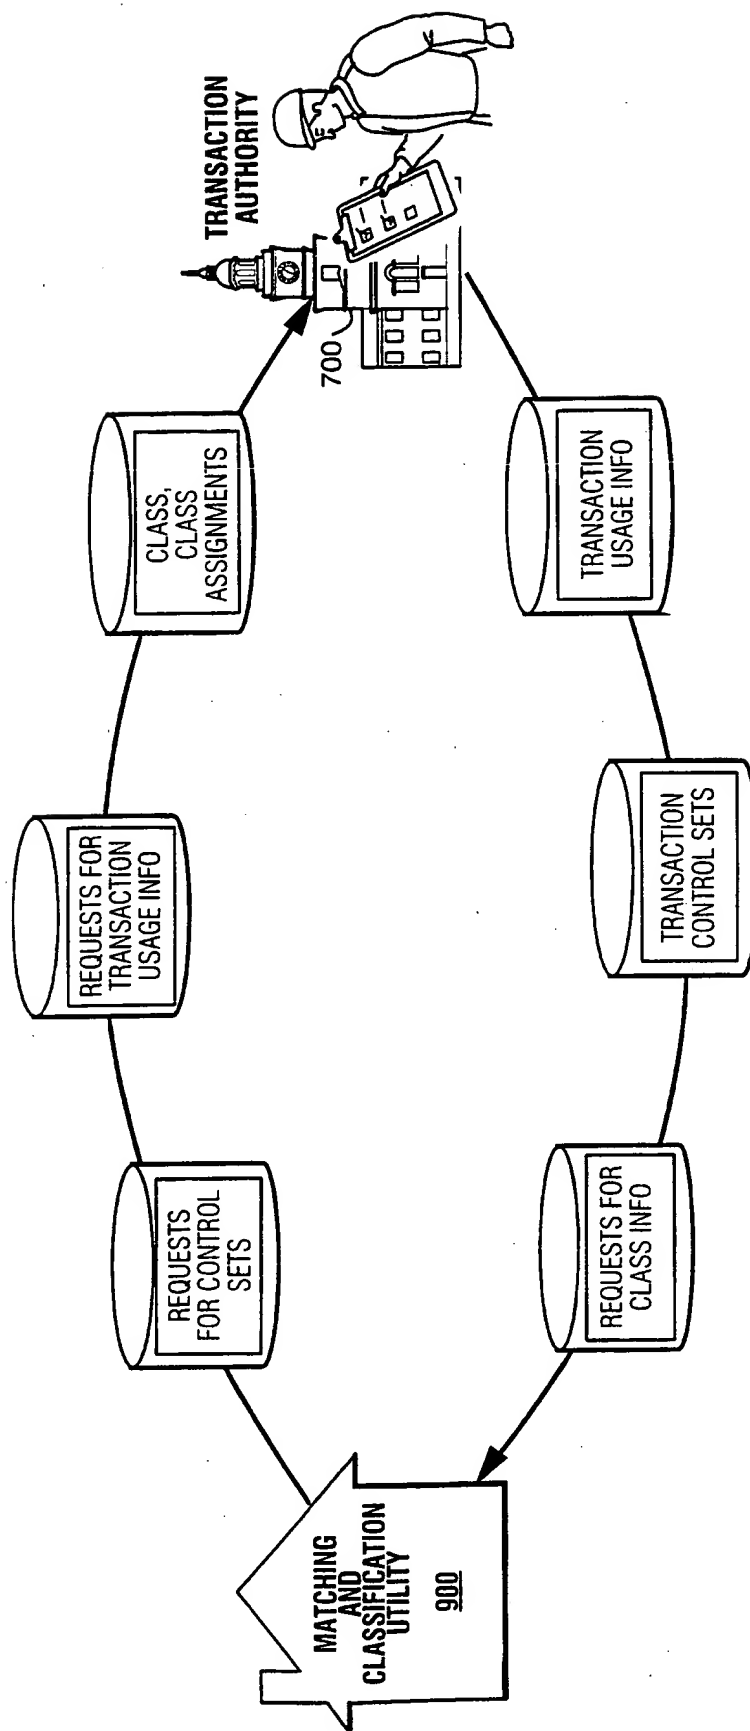 REQUESTS
FOR CONTROL
SETS
REQUESTS FOR
TRANSACTION
USAGE INFO
CLASS,
CLASS
ASSIGNMENTS
TRANSACTION
AUTHORITY
700
MATCHING
AND
CLASSIFICATION
UTILITY
900
REQUESTS FOR
CLASS INFO
TRANSACTION
CONTROL SETS
TRANSACTION
USAGE INFO